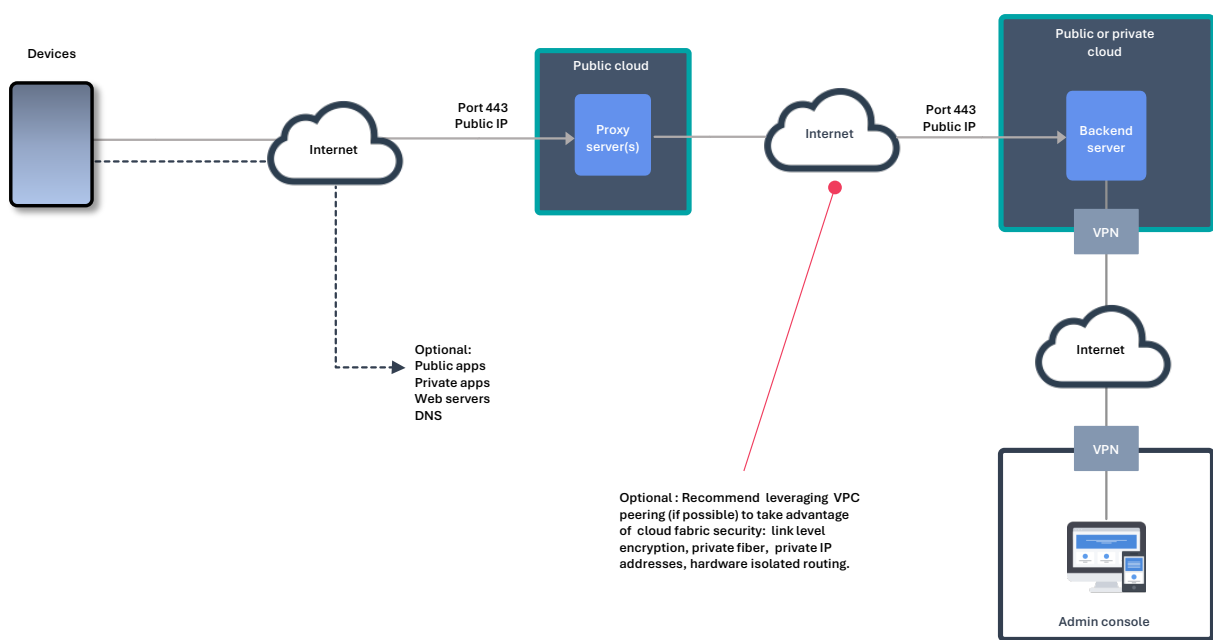 Devices
Internet
Port 443
Public IP
Public cloud
Proxy
server(s)
Internet
Port 443
Public IP
Public or private
cloud
Backend
server
VPN
Internet
VPN
Admin console
Optional:
Public apps
Private apps
Web servers
DNS
Optional : Recommend leveraging VPC
peering (if possible) to take advantage
of cloud fabric security: link level
encryption, private fiber, private IP
addresses, hardware isolated routing.